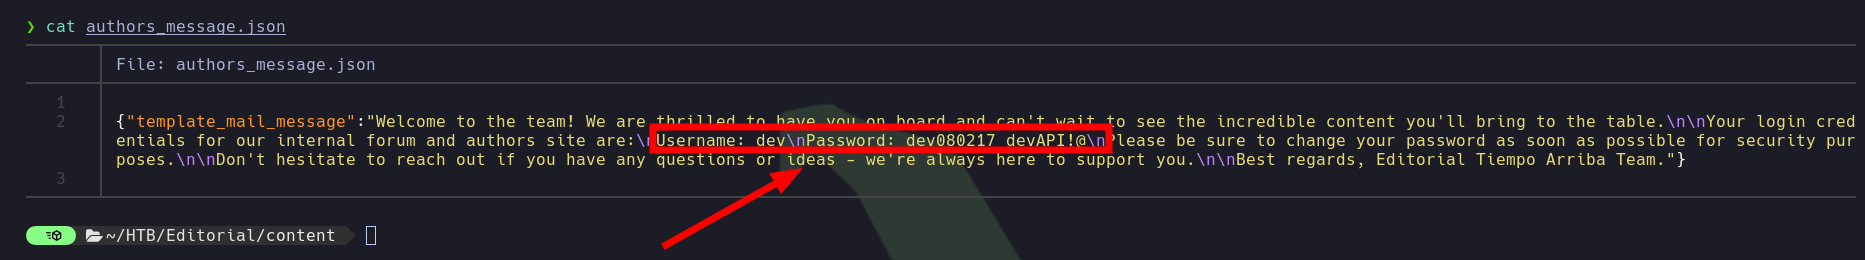 ❯ cat authors_message.json
File: authors_message.json
1
2 {"template_mail_message":"Welcome to the team! We are thrilled to have you on board and can't wait to see the incredible content you'll bring to the table.\n\nYour login cred
entials for our internal forum and authors site are:\nUsername: dev\nPassword: dev080217_devAPI!@\nPlease be sure to change your password as soon as possible for security pur
poses.\n\nDon't hesitate to reach out if you have any questions or ideas - we're always here to support you.\n\nBest regards, Editorial Tiempo Arriba Team."}
3
~/HTB/Editorial/content